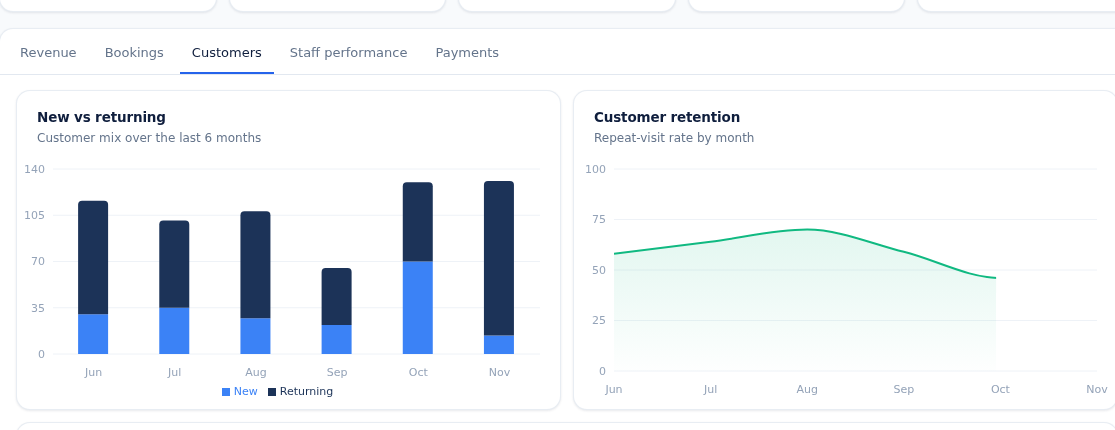 Revenue Bookings Customers Staff performance Payments
New vs returning
Customer mix over the last 6 months
140
105
70
35
0
Jun Jul Aug Sep Oct Nov
New Returning
Customer retention
Repeat-visit rate by month
100
75
50
25
0
Jun Jul Aug Sep Oct Nov